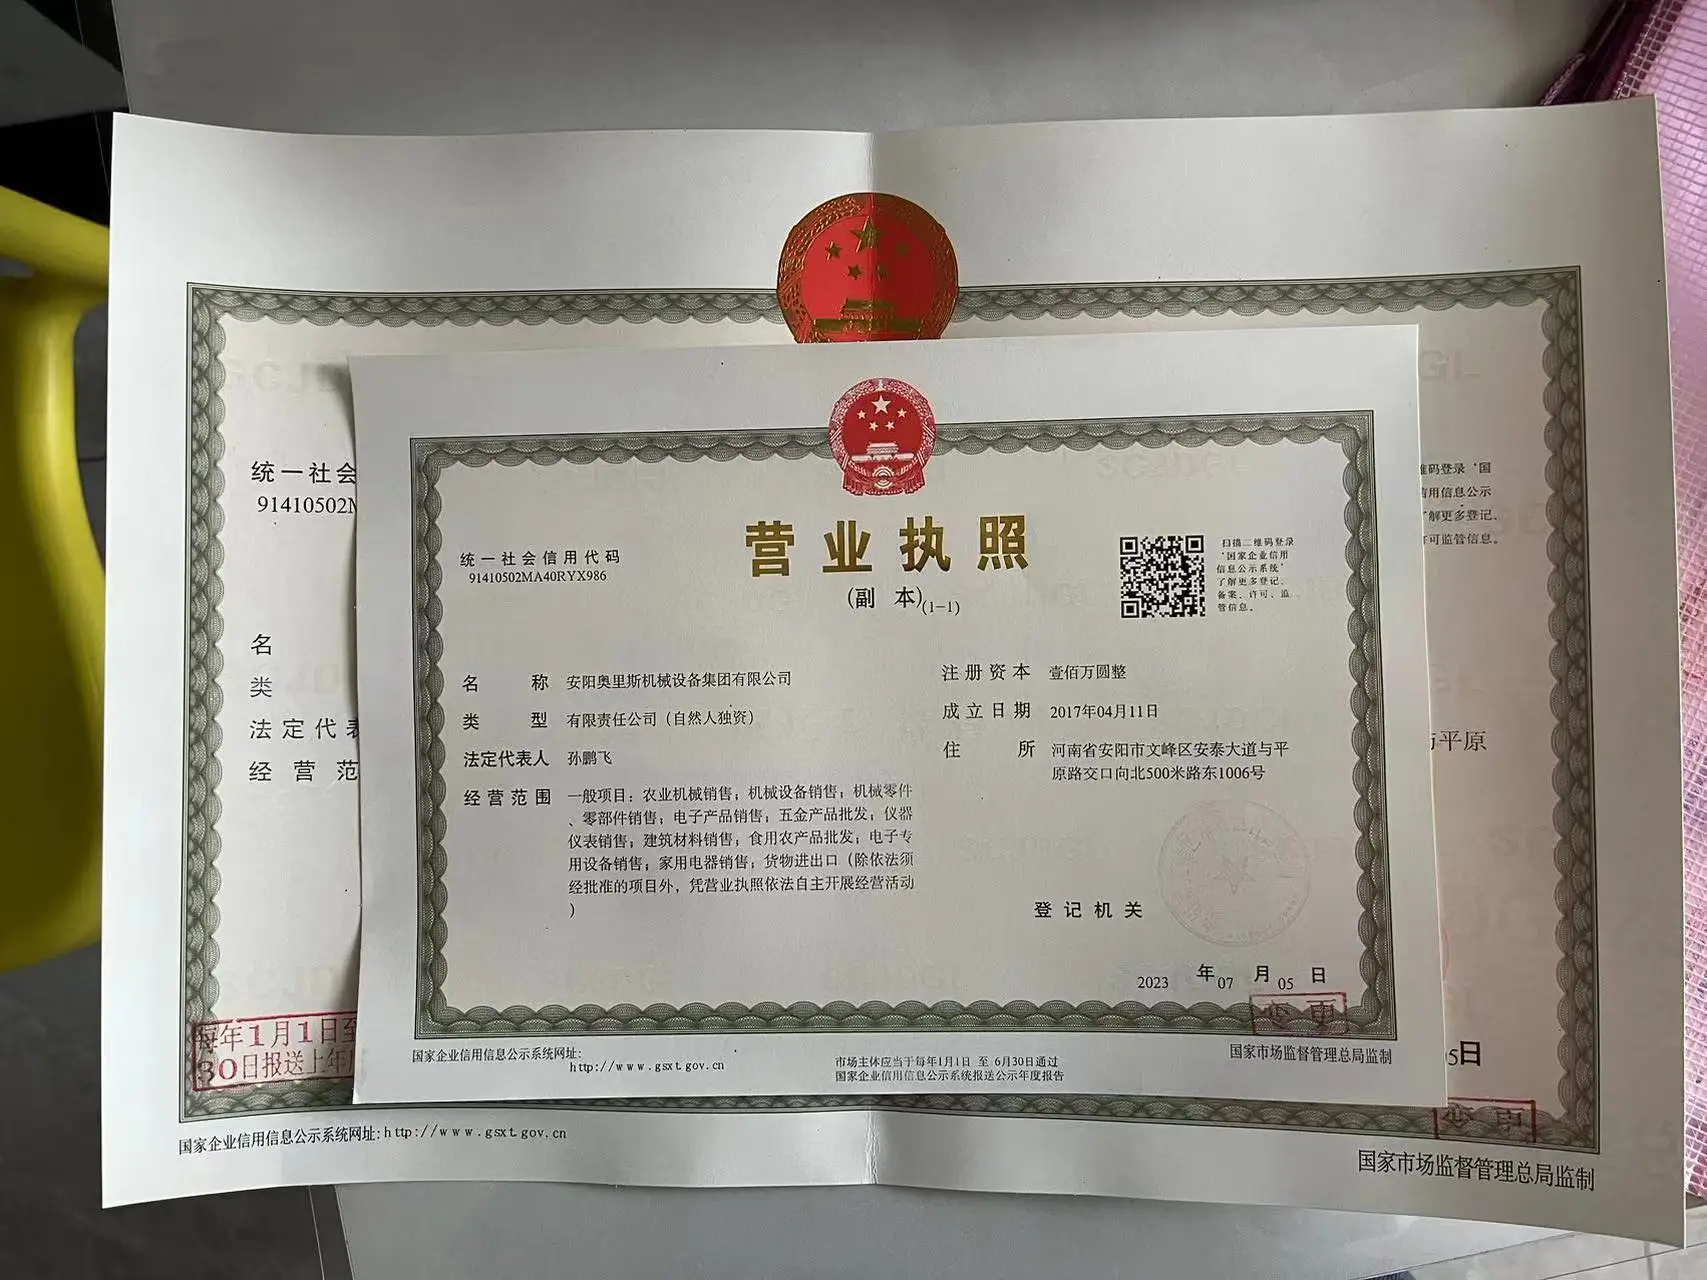 统一社会
91410502M
名
类
法定代表
经营范
维码登录‘国
信用信息公示
了解更多登记、
许可监管信息。
与平原
5日
每年1月1日至
30日报送上年
国家企业信用信息公示系统网址:http://www.gsxt.gov.cn
国家市场监督管理总局监制
统一社会信用代码
91410502MA40RYX986
营业执照
(副 本)(1-1)
扫描二维码登录
‘国家企业信用
信息公示系统’
了解更多登记、
备案、许可、监
管信息。
名 称 安阳奥里斯机械设备集团有限公司
类 型 有限责任公司（自然人独资）
法定代表人 孙鹏飞
经营范围 一般项目：农业机械销售；机械设备销售；机械零件
、零部件销售；电子产品销售；五金产品批发；仪器
仪表销售；建筑材料销售；食用农产品批发；电子专
用设备销售；家用电器销售；货物进出口（除依法须
经批准的项目外，凭营业执照依法自主开展经营活动
）
注册资本 壹佰万圆整
成立日期 2017年04月11日
住 所 河南省安阳市文峰区安泰大道与平
原路交口向北500米路东1006号
登记机关
2023 年 07 月 05 日
变更
国家企业信用信息公示系统网址:
http://www.gsxt.gov.cn
市场主体应当于每年1月1日 至 6月30日通过
国家企业信用信息公示系统报送公示年度报告
国家市场监督管理总局监制
变更